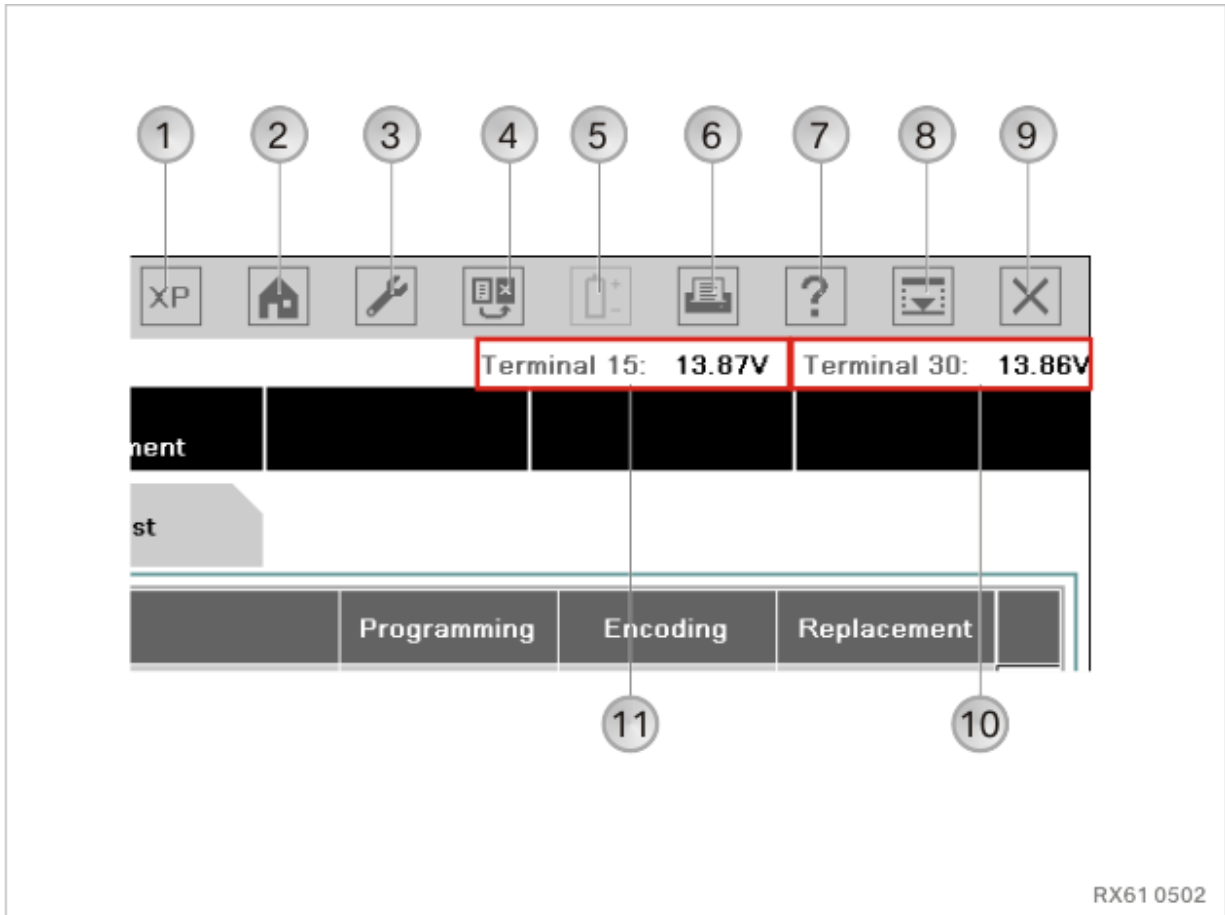 1 2 3 4 5 6 7 8 9
XP ?
Terminal 15: 13.87V Terminal 30: 13.86V
nent
st
Programming Encoding Replacement
11 10
RX61 0502